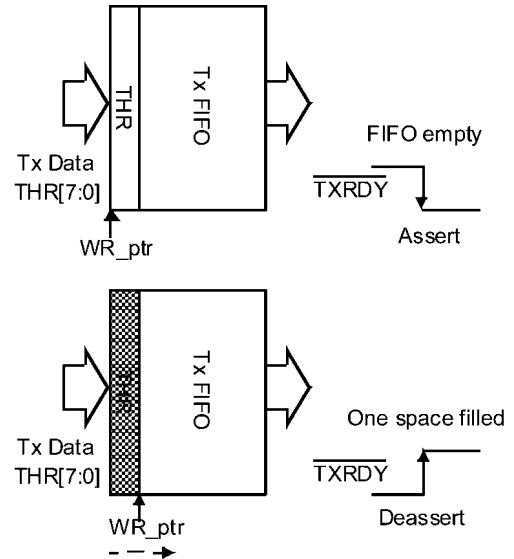 THR
Tx FIFO
FIFO empty
Tx Data
THR[7:0]
TXRDY
Assert
WR_ptr
THR
Tx FIFO
One space filled
Tx Data
THR[7:0]
TXRDY
Deassert
WR_ptr